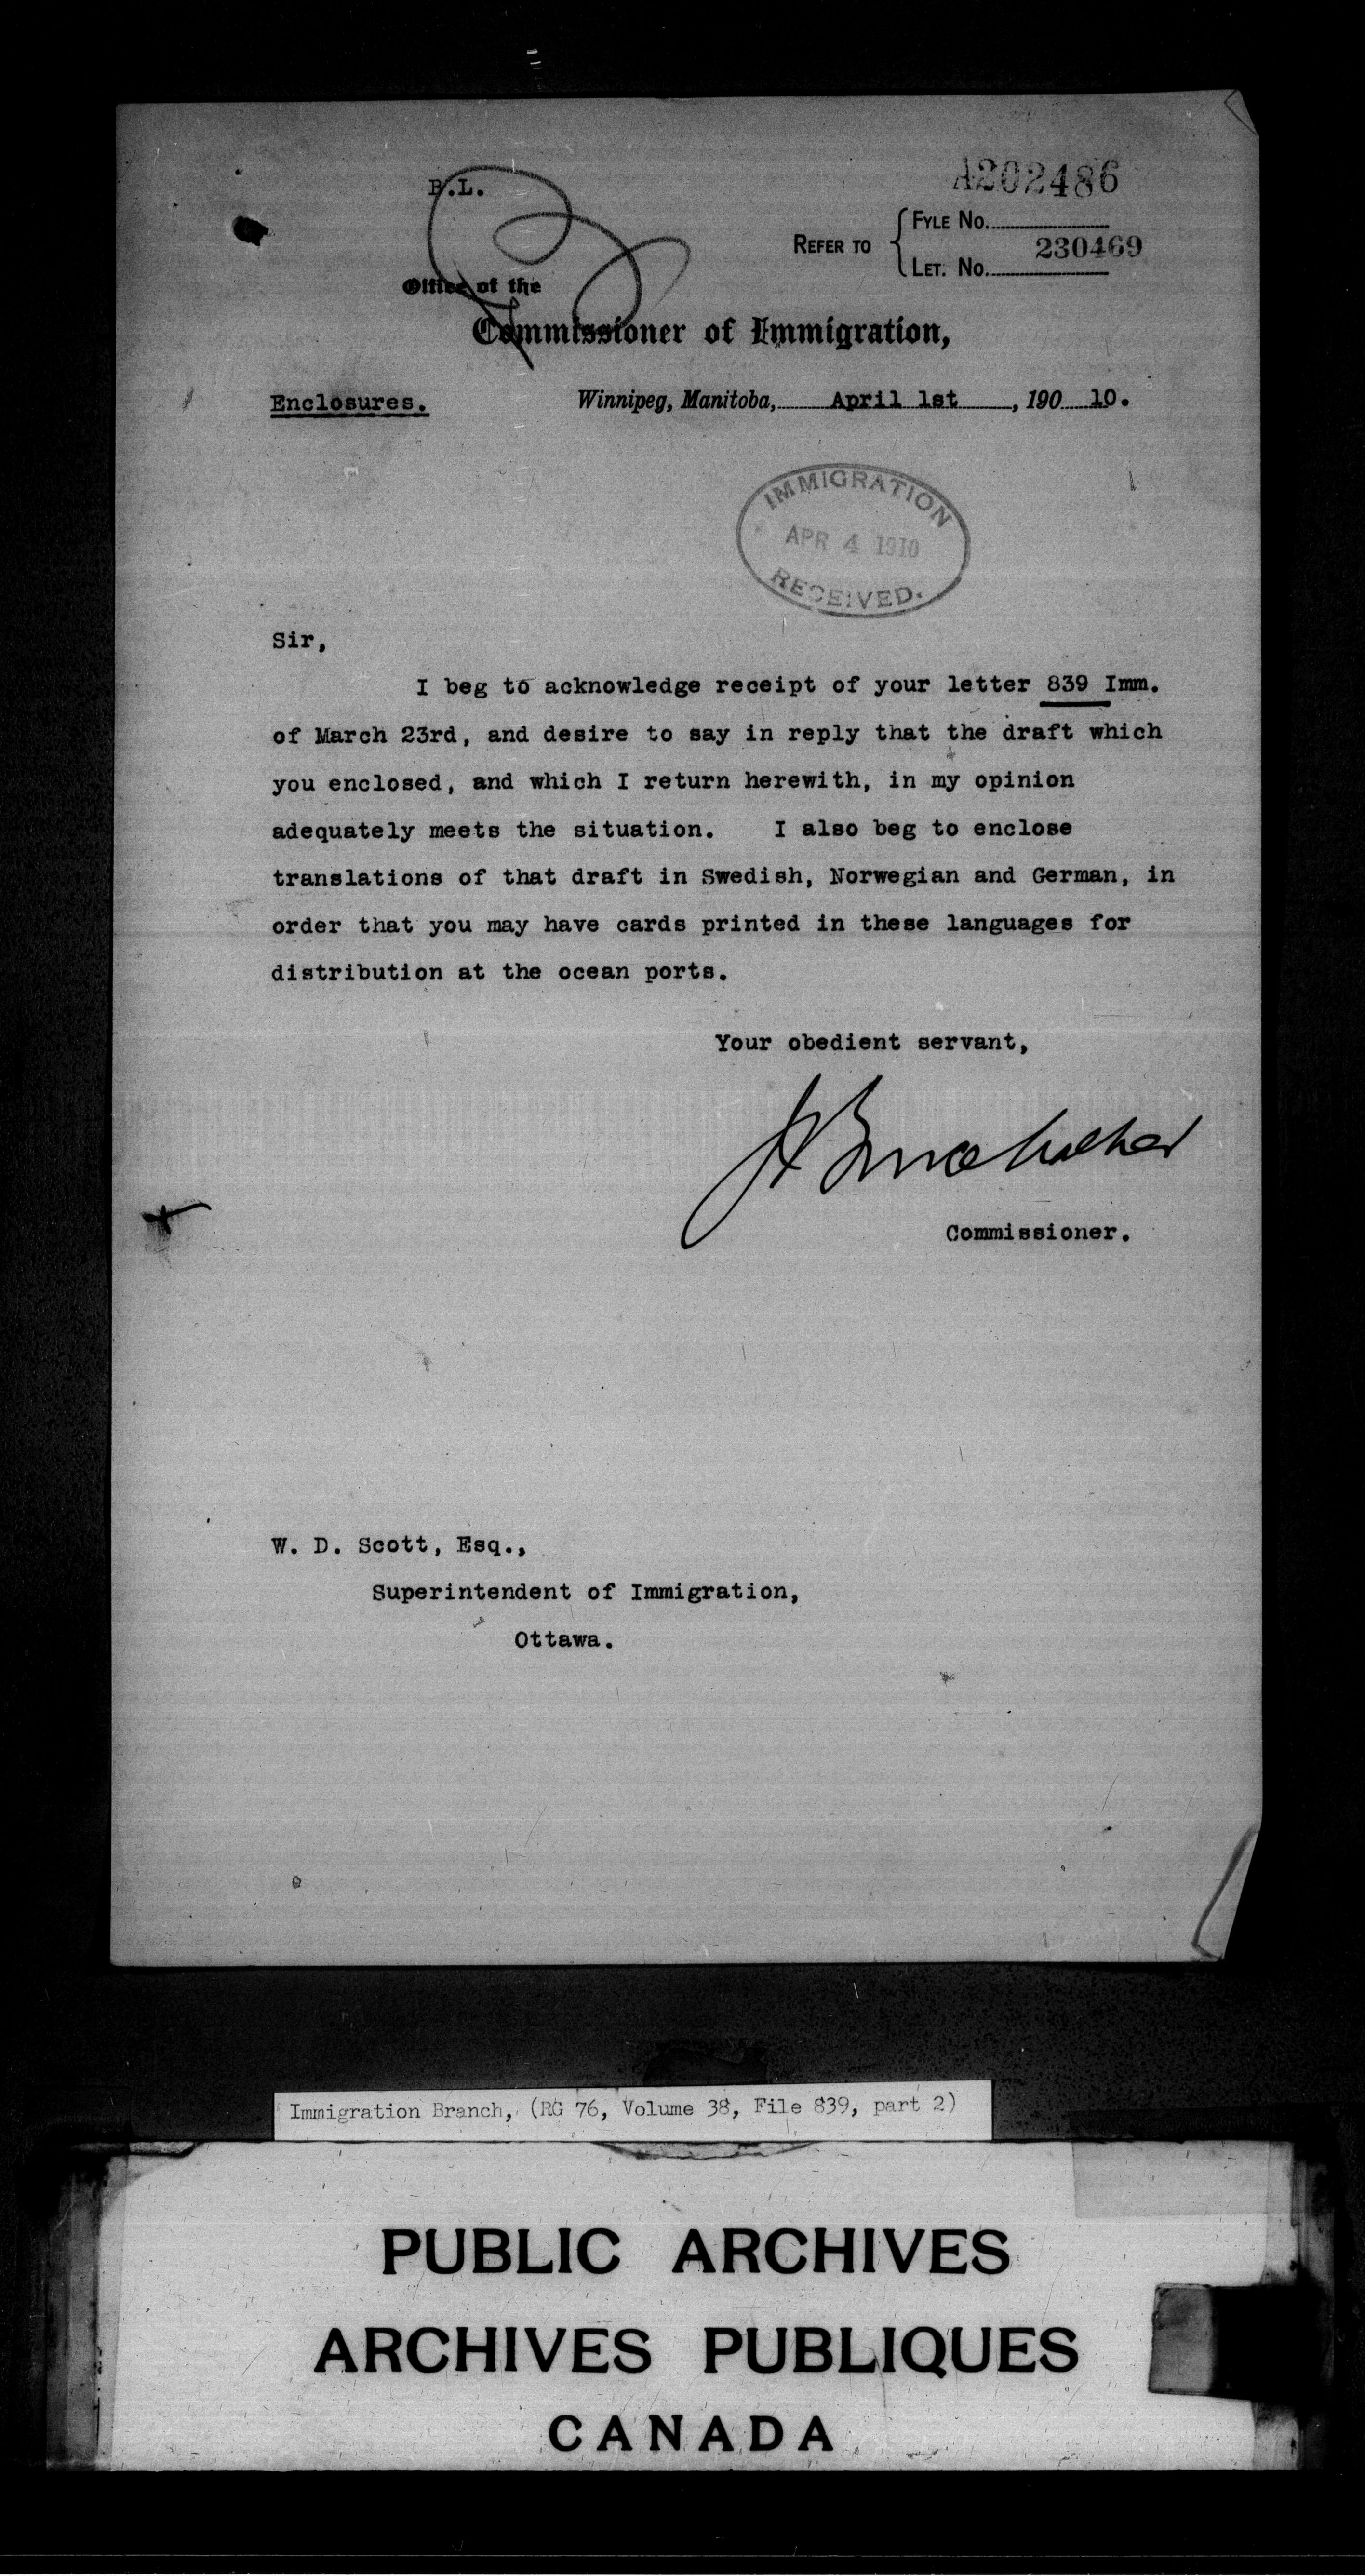 A202486
B.L.
FYLE No.
REFER TO
230469
LET. No.
Office of the
Commissioner of Immigration,
Enclosures.
Winnipeg, Manitoba, April 1st, 190 10.
IMMIGRATION
APR 4 1910
RECEIVED.
Sir,
I beg to acknowledge receipt of your letter 839 Imm.
of March 23rd, and desire to say in reply that the draft which
you enclosed, and which I return herewith, in my opinion
adequately meets the situation. I also beg to enclose
translations of that draft in Swedish, Norwegian and German, in
order that you may have cards printed in these languages for
distribution at the ocean ports.
Your obedient servant,
J Bruce Walker
Commissioner.
W. D. Scott, Esq.,
Superintendent of Immigration,
Ottawa.
Immigration Branch, (RG 76, Volume 38, File 839, part 2)
PUBLIC ARCHIVES
ARCHIVES PUBLIQUES
CANADA